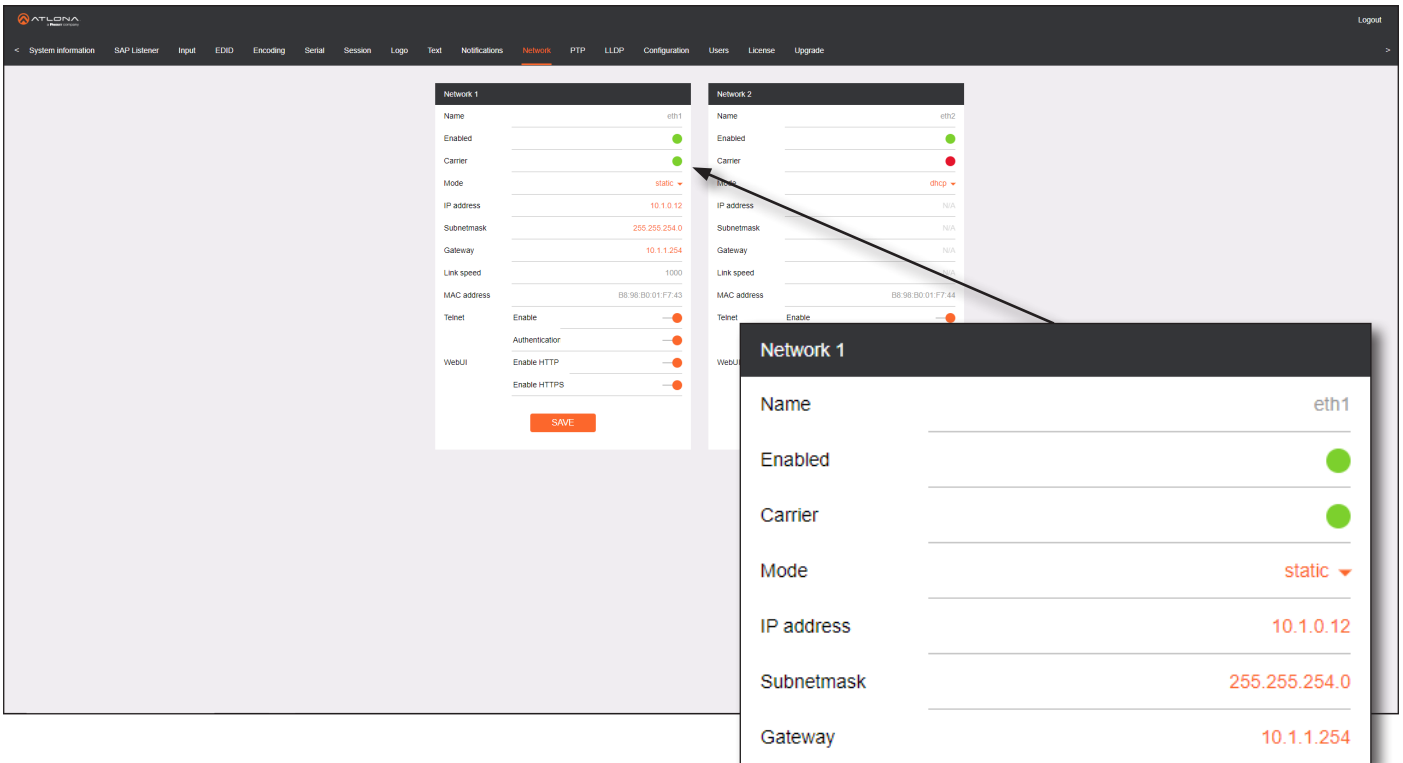 ATLONA
Logout
< System information SAP Listener Input EDID Encoding Serial Session Logo Text Notifications Network PTP LLDP Configuration Users License Upgrade >
Network 1
Name eth1
Enabled
Carrier
Mode static
IP address 10.1.0.12
Subnetmask 255.255.254.0
Gateway 10.1.1.254
Link speed 1000
MAC address B8:98:B0:01:F7:43
Telnet Enable
Authenticatior
WebUI Enable HTTP
Enable HTTPS
SAVE
Network 2
Name eth2
Enabled
Carrier
Mode dhcp
IP address N/A
Subnetmask N/A
Gateway N/A
Link speed N/A
MAC address B8:98:B0:01:F7:44
Telnet Enable
WebUI
Network 1
Name eth1
Enabled
Carrier
Mode static
IP address 10.1.0.12
Subnetmask 255.255.254.0
Gateway 10.1.1.254